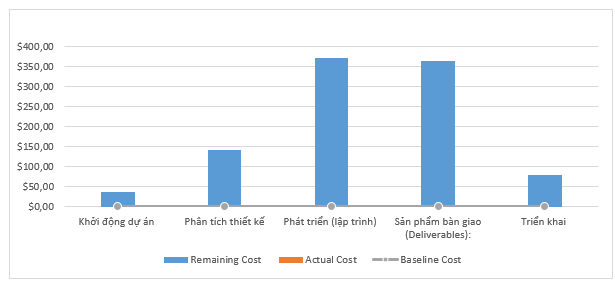 $400,00
$350,00
$300,00
$250,00
$200,00
$150,00
$100,00
$50,00
$0,00
Khởi động dự án
Phân tích thiết kế
Phát triển (lập trình)
Sản phẩm bàn giao
(Deliverables):
Triển khai
Remaining Cost
Actual Cost
Baseline Cost